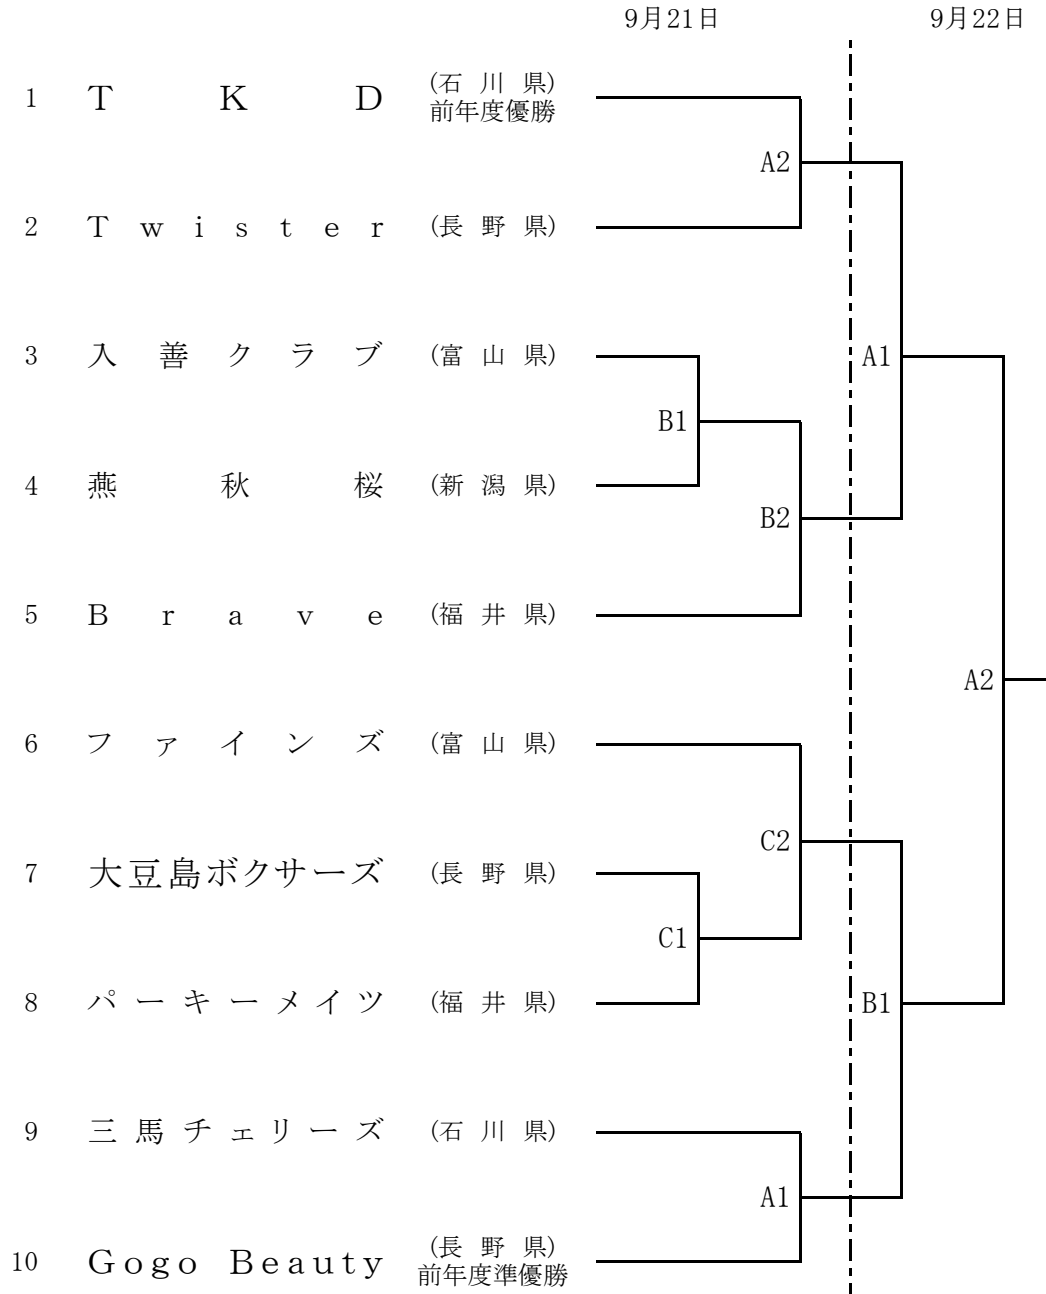 9月21日 9月22日
1 TKD (石川県)
前年度優勝
A2
2 Twister (長野県)
3 入善クラブ (富山県)
A1
B1
4 燕秋桜 (新潟県)
B2
5 Brave (福井県)
A2
6 ファインズ (富山県)
C2
7 大豆島ボクサーズ (長野県)
C1
8 パーキーメイツ (福井県)
B1
9 三馬チェリーズ (石川県)
A1
10 Gogo Beauty (長野県)
前年度準優勝